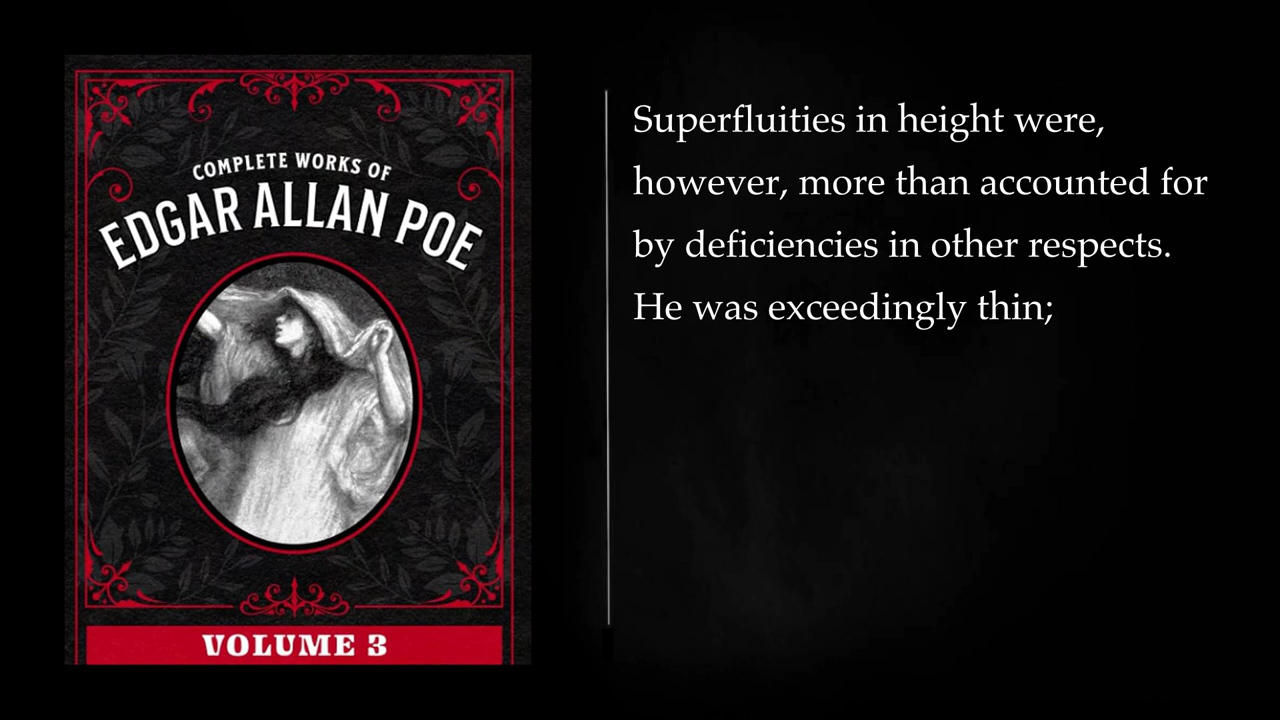 COMPLETE WORKS OF
EDGAR ALLAN POE
VOLUME 3
Superfluities in height were,
however, more than accounted for
by deficiencies in other respects.
He was exceedingly thin;